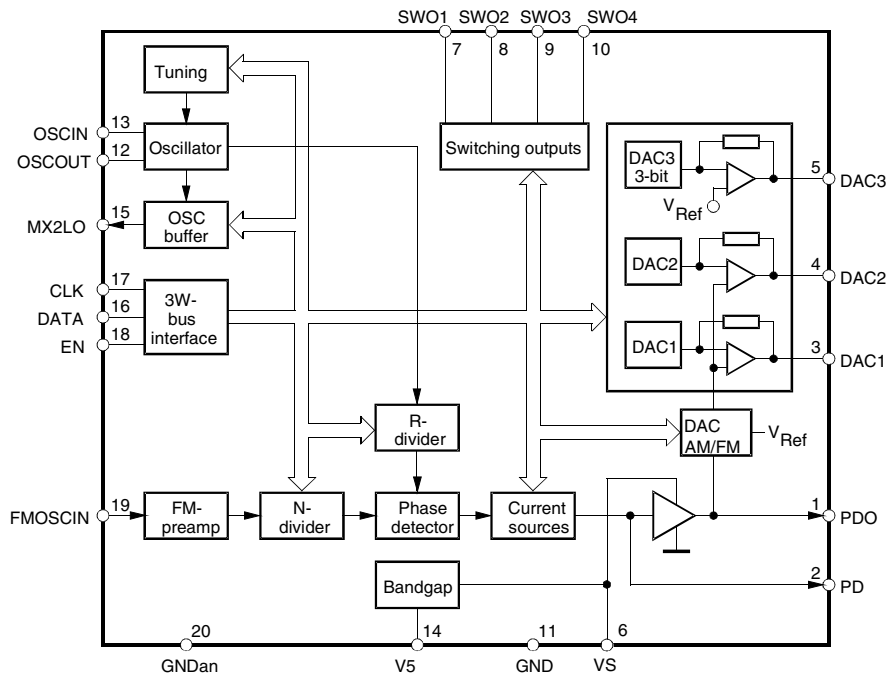 SWO1 SWO2 SWO3 SWO4
7 8 9 10
Tuning
13
OSCIN
Oscillator
12
OSCOUT
Switching outputs
DAC3
3-bit
5
DAC3
VRef
15
MX2LO
OSC
buffer
4
DAC2
DAC2
17
CLK
16
DATA
18
EN
3W-
bus
interface
3
DAC1
DAC1
R-
divider
DAC
AM/FM
VRef
19
FMOSCIN
FM-
preamp
N-
divider
Phase
detector
Current
sources
1
PDO
2
PD
Bandgap
20 14 11 6
GNDan V5 GND VS